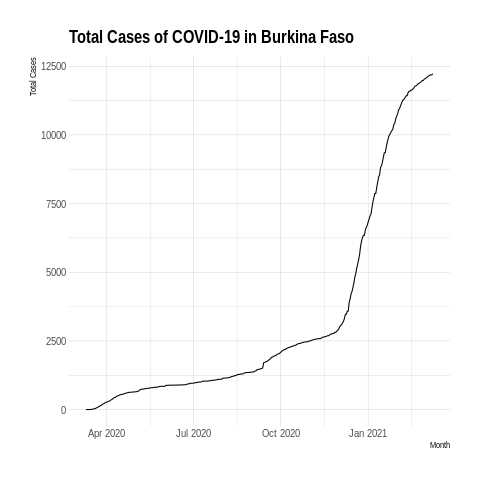 Total Cases of COVID-19 in Burkina Faso
Total Cases
12500
10000
7500
5000
2500
0
Apr 2020 Jul 2020 Oct 2020 Jan 2021
Month